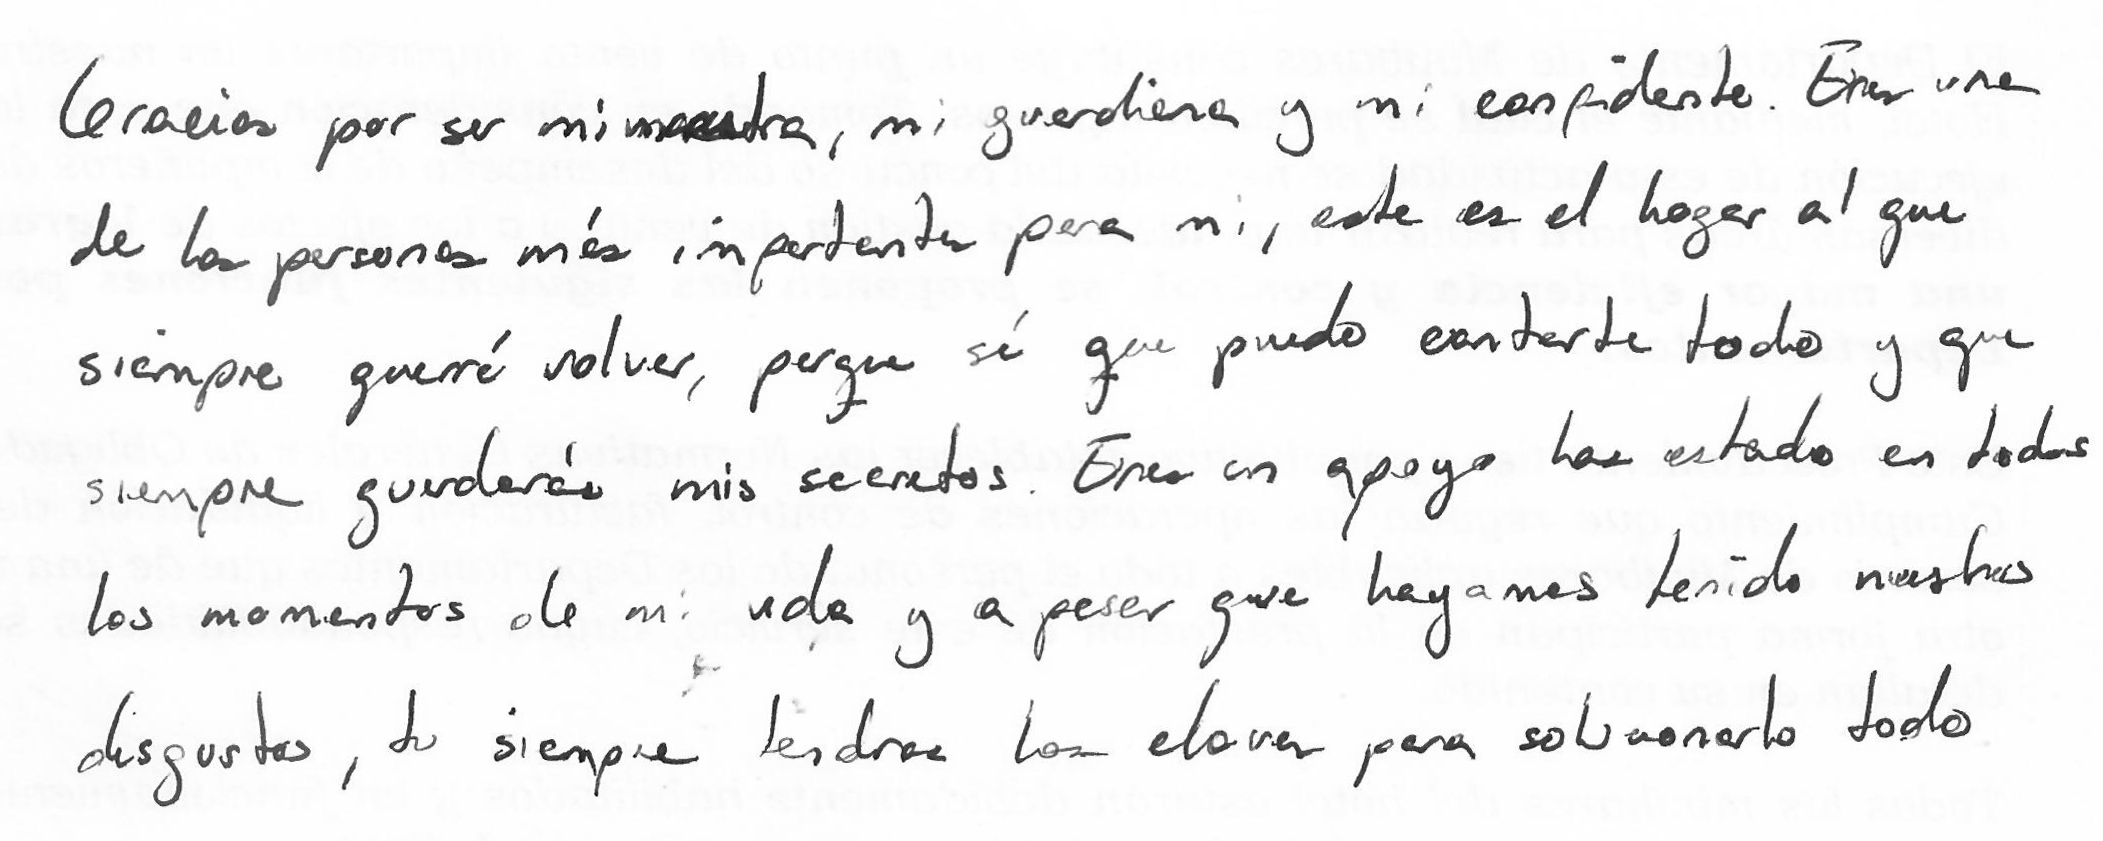 Gracias por ser mi maestra, mi guardiana y mi confidente. Eres una
de las personas más importantes para mi, este es el hogar al que
siempre querré volver, porque sé que puedo contarte todo y que
siempre guardarás mis secretos. Eres un apoyo has estado en todos
los momentos de mi vida y a pesar que hayamos tenido nuestros
disgustos, tu siempre tendras las claves para solucionarlo todo